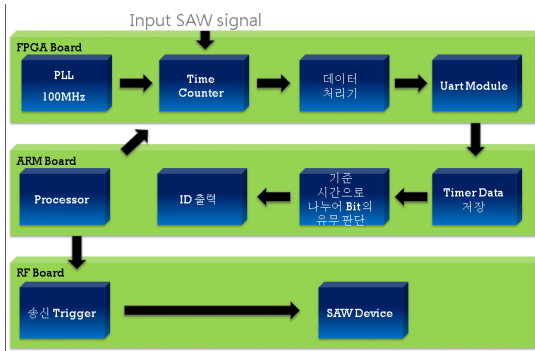 Input SAW signal
FPGA Board
PLL
100MHz
Time
Counter
데이터
처리기
Uart Module
ARM Board
Processor
ID 출력
기준
시간으로
나누어 Bit의
유무 판단
Timer Data
저장
RF Board
송신 Trigger
SAW Device